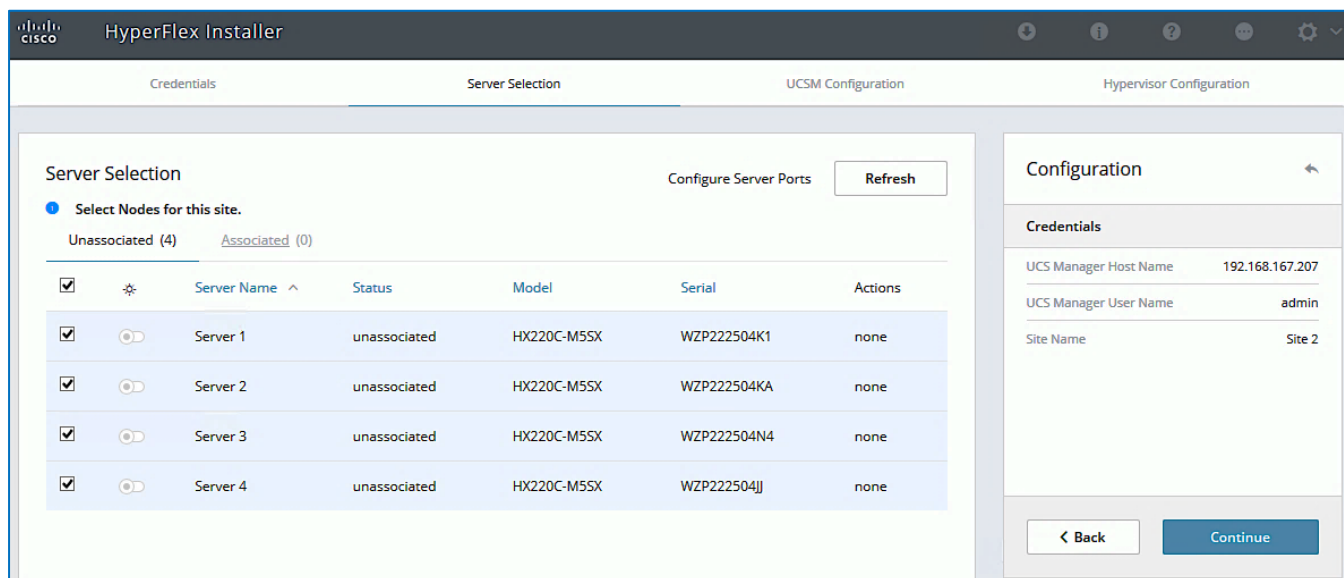 cisco HyperFlex Installer
Credentials Server Selection UCSM Configuration Hypervisor Configuration
Server Selection Configure Server Ports Refresh
Select Nodes for this site.
Unassociated (4) Associated (0)
Server Name Status Model Serial Actions
Server 1 unassociated HX220C-M5SX WZP222504K1 none
Server 2 unassociated HX220C-M5SX WZP222504KA none
Server 3 unassociated HX220C-M5SX WZP222504N4 none
Server 4 unassociated HX220C-M5SX WZP222504JJ none
Configuration
Credentials
UCS Manager Host Name 192.168.167.207
UCS Manager User Name admin
Site Name Site 2
< Back Continue